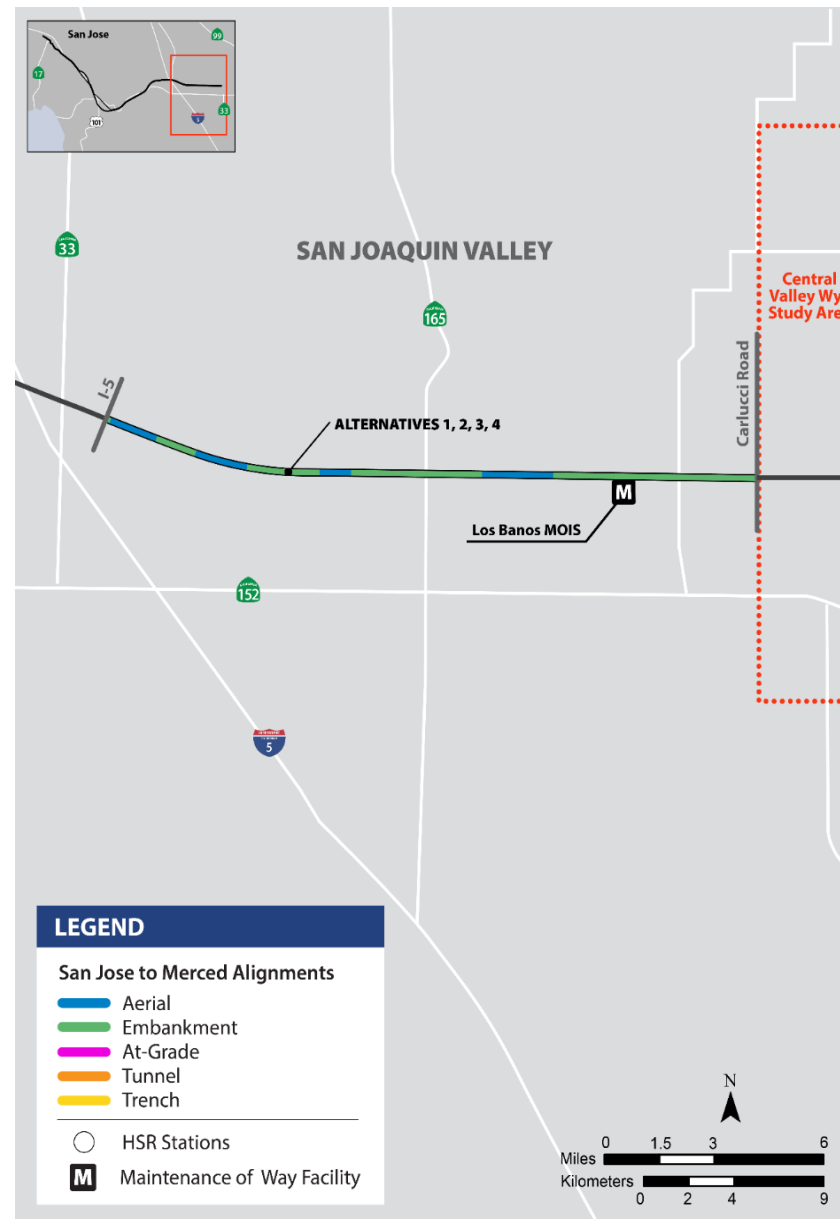 San Jose
99
17
101
5
33
33
SAN JOAQUIN VALLEY
165
Central
Valley Wy
Study Are
Carlucci Road
I-5
ALTERNATIVES 1, 2, 3, 4
M
Los Banos MOIS
152
5
LEGEND
San Jose to Merced Alignments
Aerial
Embankment
At-Grade
Tunnel
Trench
HSR Stations
M Maintenance of Way Facility
N
0 1.5 3 6
Miles
Kilometers
0 2 4 9